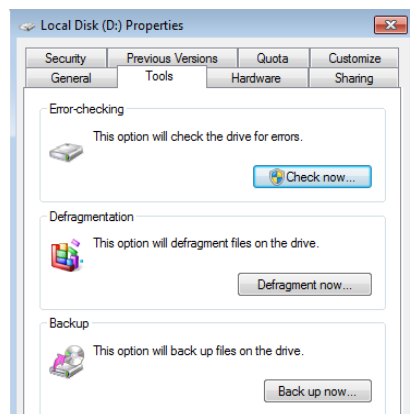 Local Disk (D:) Properties
Security Previous Versions Quota Customize
General Tools Hardware Sharing
Error-checking
This option will check the drive for errors.
Check now...
Defragmentation
This option will defragment files on the drive.
Defragment now...
Backup
This option will back up files on the drive.
Back up now...